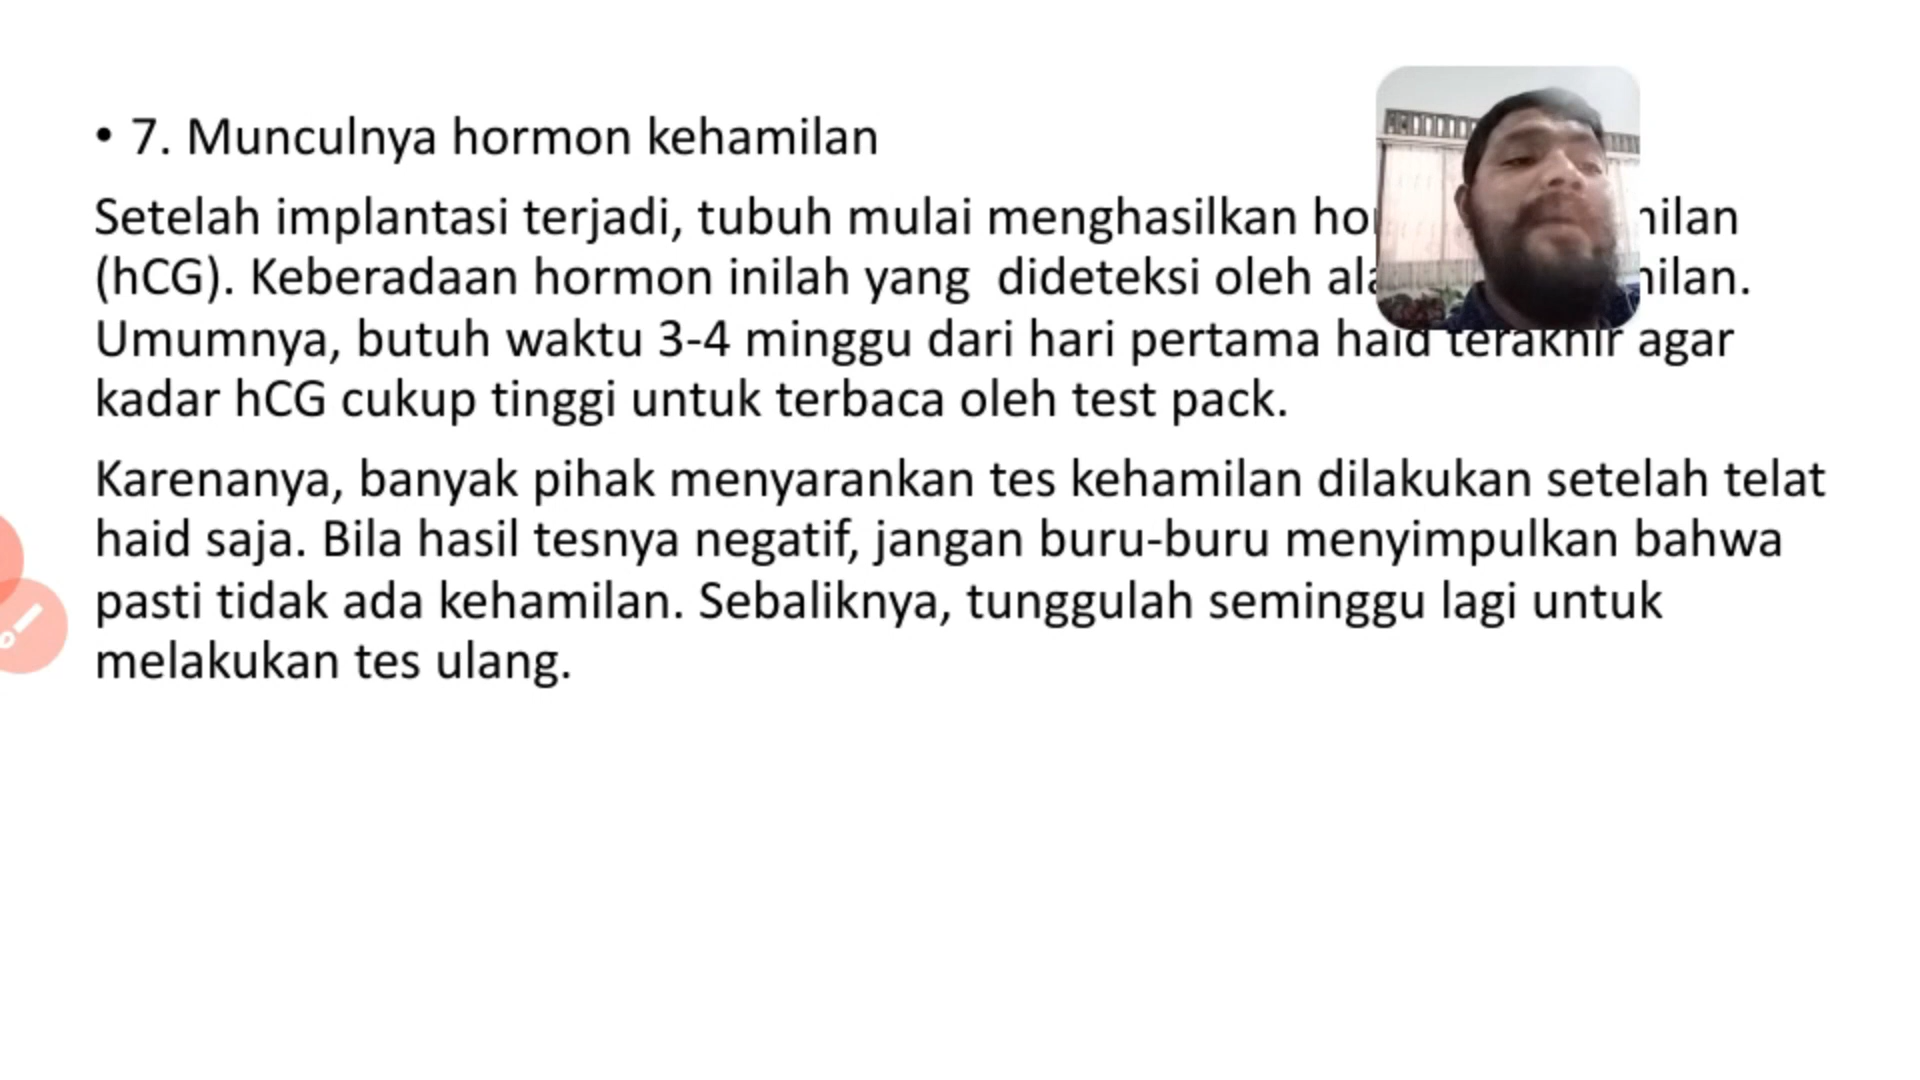 • 7. Munculnya hormon kehamilan
Setelah implantasi terjadi, tubuh mulai menghasilkan
(hCG). Keberadaan hormon inilah yang  dideteksi oleh
Umumnya, butuh waktu 3-4 minggu dari hari pertama haid terakhir agar
kadar hCG cukup tinggi untuk terbaca oleh test pack.
Karenanya, banyak pihak menyarankan tes kehamilan dilakukan setelah telat
haid saja. Bila hasil tesnya negatif, jangan buru-buru menyimpulkan bahwa
pasti tidak ada kehamilan. Sebaliknya, tunggulah seminggu lagi untuk
melakukan tes ulang.